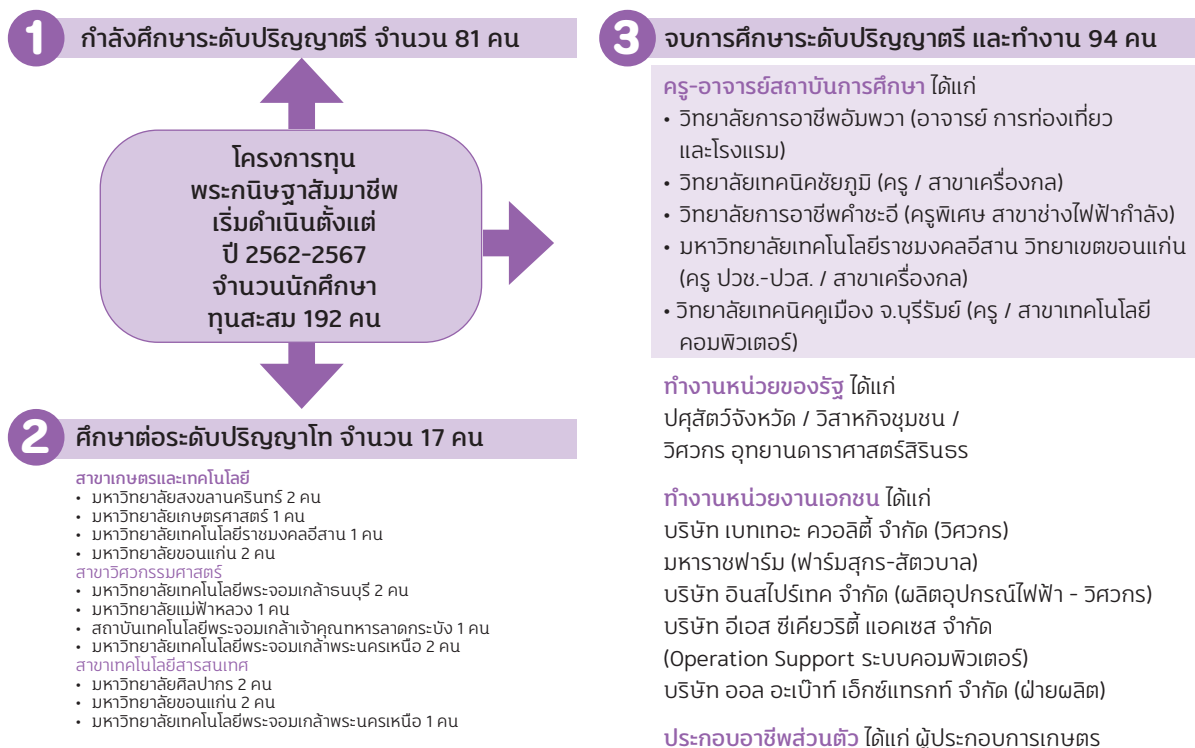 1 กำลังศึกษาระดับปริญญาตรี จำนวน 81 คน
โครงการทุน
พระกนิษฐาสัมมาชีพ
เริ่มดำเนินตั้งแต่
ปี 2562-2567
จำนวนนักศึกษา
ทุนสะสม 192 คน
2 ศึกษาต่อระดับปริญญาโท จำนวน 17 คน
สาขาเกษตรและเทคโนโลยี
• มหาวิทยาลัยสงขลานครินทร์ 2 คน
• มหาวิทยาลัยเกษตรศาสตร์ 1 คน
• มหาวิทยาลัยเทคโนโลยีราชมงคลอีสาน 1 คน
• มหาวิทยาลัยขอนแก่น 2 คน
สาขาวิศวกรรมศาสตร์
• มหาวิทยาลัยเทคโนโลยีพระจอมเกล้าธนบุรี 2 คน
• มหาวิทยาลัยแม่ฟ้าหลวง 1 คน
• สถาบันเทคโนโลยีพระจอมเกล้าเจ้าคุณทหารลาดกระบัง 1 คน
• มหาวิทยาลัยเทคโนโลยีพระจอมเกล้าพระนครเหนือ 2 คน
สาขาเทคโนโลยีสารสนเทศ
• มหาวิทยาลัยศิลปากร 2 คน
• มหาวิทยาลัยขอนแก่น 2 คน
• มหาวิทยาลัยเทคโนโลยีพระจอมเกล้าพระนครเหนือ 1 คน
3 จบการศึกษาระดับปริญญาตรี และทำงาน 94 คน
ครู-อาจารย์สถาบันการศึกษา ได้แก่
• วิทยาลัยการอาชีพอัมพวา (อาจารย์ การท่องเที่ยว
และโรงแรม)
• วิทยาลัยเทคนิคชัยภูมิ (ครู / สาขาเครื่องกล)
• วิทยาลัยการอาชีพคำชะอี (ครูพิเศษ สาขาช่างไฟฟ้ากำลัง)
• มหาวิทยาลัยเทคโนโลยีราชมงคลอีสาน วิทยาเขตขอนแก่น
(ครู ปวช.-ปวส. / สาขาเครื่องกล)
• วิทยาลัยเทคนิคคูเมือง จ.บุรีรัมย์ (ครู / สาขาเทคโนโลยี
คอมพิวเตอร์)
ทำงานหน่วยของรัฐ ได้แก่
ปศุสัตว์จังหวัด / วิสาหกิจชุมชน /
วิศวกร อุทยานดาราศาสตร์สิรินธร
ทำงานหน่วยงานเอกชน ได้แก่
บริษัท เบทเทอะ ควอลิตี้ จำกัด (วิศวกร)
มหาราชฟาร์ม (ฟาร์มสุกร-สัตวบาล)
บริษัท อินสไปร์เทค จำกัด (ผลิตอุปกรณ์ไฟฟ้า - วิศวกร)
บริษัท อีเอส ซีเคียวริตี้ แอคเซส จำกัด
(Operation Support ระบบคอมพิวเตอร์)
บริษัท ออล อะเบ๊าท์ เอ็กซ์แทรกท์ จำกัด (ฝ่ายผลิต)
ประกอบอาชีพส่วนตัว ได้แก่ ผู้ประกอบการเกษตร